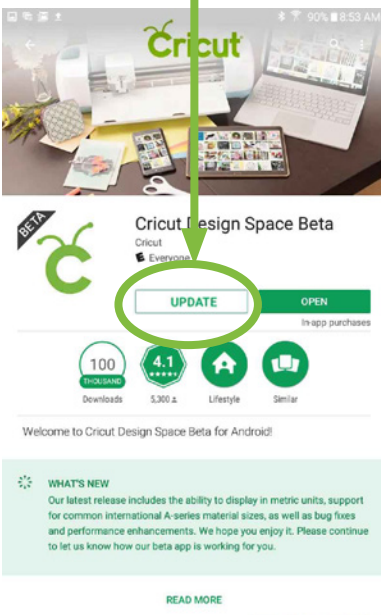 90% 8:53 AM
Cricut
BETA
Cricut Design Space Beta
Cricut
E Everyone
UPDATE
OPEN
In-app purchases
100
THOUSAND
4.1
Downloads
5,300
Lifestyle
Similar
Welcome to Cricut Design Space Beta for Android!
WHAT'S NEW
Our latest release includes the ability to display in metric units, support
for common international A-series material sizes, as well as bug fixes
and performance enhancements. We hope you enjoy it. Please continue
to let us know how our beta app is working for you.
READ MORE